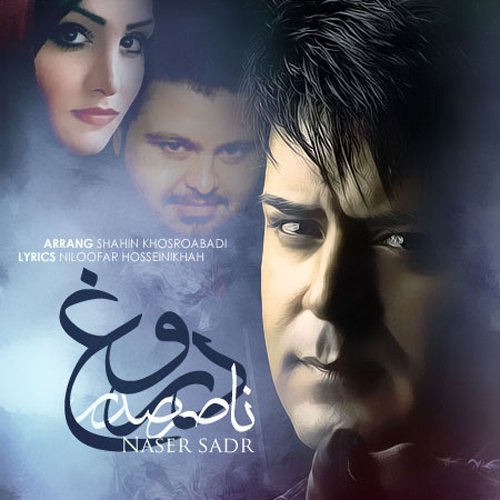 ARRANG SHAHIN KHOSROABADI
LYRICS NILOOFAR HOSSEINIKHAH
دروغ
ناصر صدر
NASER SADR